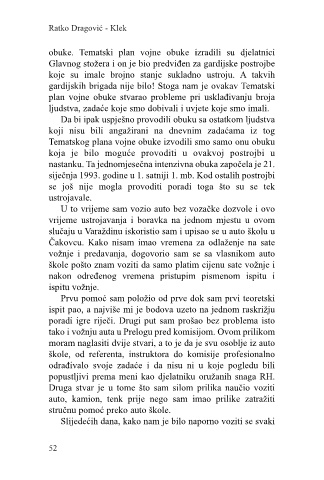 Ratko Dragović - Klek
obuke. Tematski plan vojne obuke izradili su djelatnici
Glavnog stožera i on je bio predviđen za gardijske postrojbe
koje su imale brojno stanje sukladno ustroju. A takvih
gardijskih brigada nije bilo! Stoga nam je ovakav Tematski
plan vojne obuke stvarao probleme pri usklađivanju broja
ljudstva, zadaće koje smo dobivali i uvjete koje smo imali.
Da bi ipak uspješno provodili obuku sa ostatkom ljudstva
koji nisu bili angažirani na dnevnim zadaćama iz tog
Tematskog plana vojne obuke izvodili smo samo onu obuku
koja je bilo moguće provoditi u ovakvoj postrojbi u
nastanku. Ta jednomjesečna intenzivna obuka započela je 21.
siječnja 1993. godine u 1. satniji 1. mb. Kod ostalih postrojbi
se još nije mogla provoditi poradi toga što su se tek
ustrojavale.
U to vrijeme sam vozio auto bez vozačke dozvole i ovo
vrijeme ustrojavanja i boravka na jednom mjestu u ovom
slučaju u Varaždinu iskoristio sam i upisao se u auto školu u
Čakovcu. Kako nisam imao vremena za odlaženje na sate
vožnje i predavanja, dogovorio sam se sa vlasnikom auto
škole pošto znam voziti da samo platim cijenu sate vožnje i
nakon određenog vremena pristupim pismenom ispitu i
ispitu vožnje.
Prvu pomoć sam položio od prve dok sam prvi teoretski
ispit pao, a najviše mi je bodova uzeto na jednom raskrižju
poradi igre riječi. Drugi put sam prošao bez problema isto
tako i vožnju auta u Prelogu pred komisijom. Ovom prilikom
moram naglasiti dvije stvari, a to je da je svo osoblje iz auto
škole, od referenta, instruktora do komisije profesionalno
odrađivalo svoje zadaće i da nisu ni u koje pogledu bili
popustljivi prema meni kao djelatniku oružanih snaga RH.
Druga stvar je u tome što sam silom prilika naučio voziti
auto, kamion, tenk prije nego sam imao prilike zatražiti
stručnu pomoć preko auto škole.
Slijedećih dana, kako nam je bilo naporno voziti se svaki
52